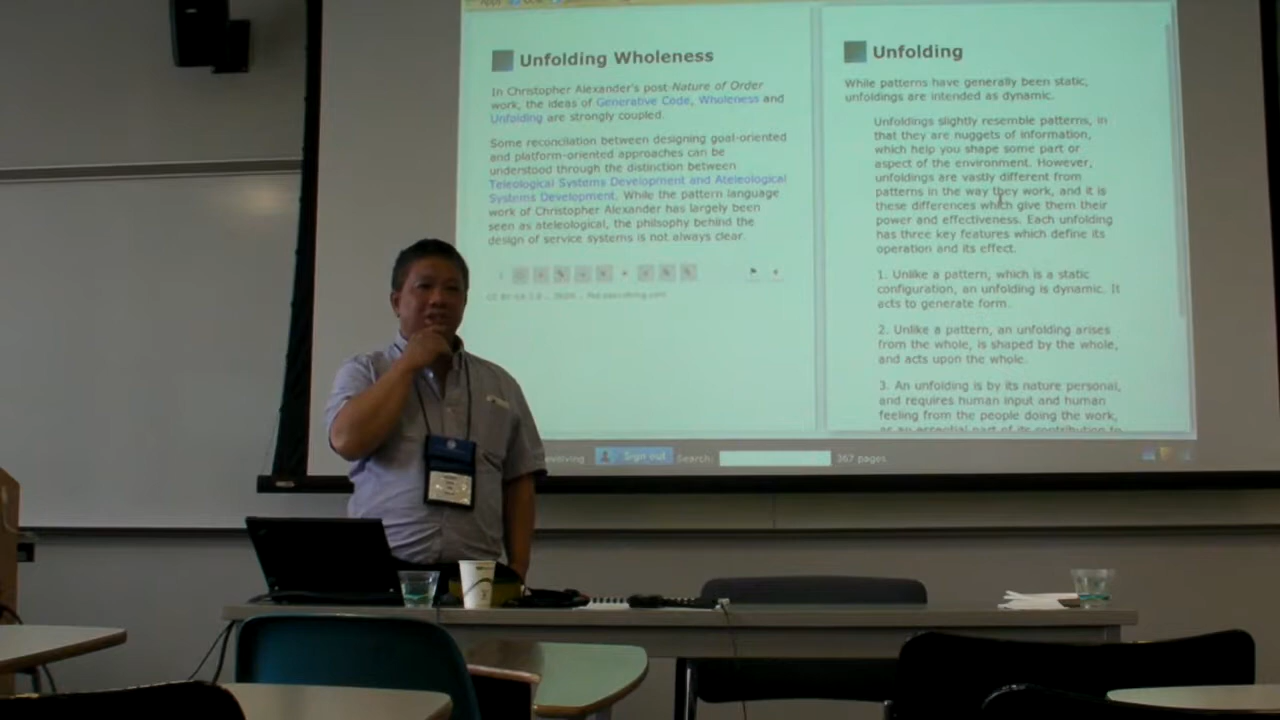 Unfolding Wholeness
In Christopher Alexander's post-Nature of Order
work, the ideas of Generative Code, Wholeness and
Unfolding are strongly coupled.
Some reconciliation between designing goal-oriented
and platform-oriented approaches can be
understood through the distinction between
Teleological Systems Development and Ateleological
Systems Development. While the pattern language
work of Christopher Alexander has largely been
seen as ateleological, the philsophy behind the
design of service systems is not always clear.
Unfolding
While patterns have generally been static,
unfoldings are intended as dynamic.
Unfoldings slightly resemble patterns, in
that they are nuggets of information,
which help you shape some part or
aspect of the environment. However,
unfoldings are vastly different from
patterns in the way they work, and it is
these differences which give them their
power and effectiveness. Each unfolding
has three key features which define its
operation and its effect.
1. Unlike a pattern, which is a static
configuration, an unfolding is dynamic. It
acts to generate form.
2. Unlike a pattern, an unfolding arises
from the whole, is shaped by the whole,
and acts upon the whole.
3. An unfolding is by its nature personal,
and requires human input and human
feeling from the people doing the work,
as an essential part of its contribution to
Sign out Search: 367 pages